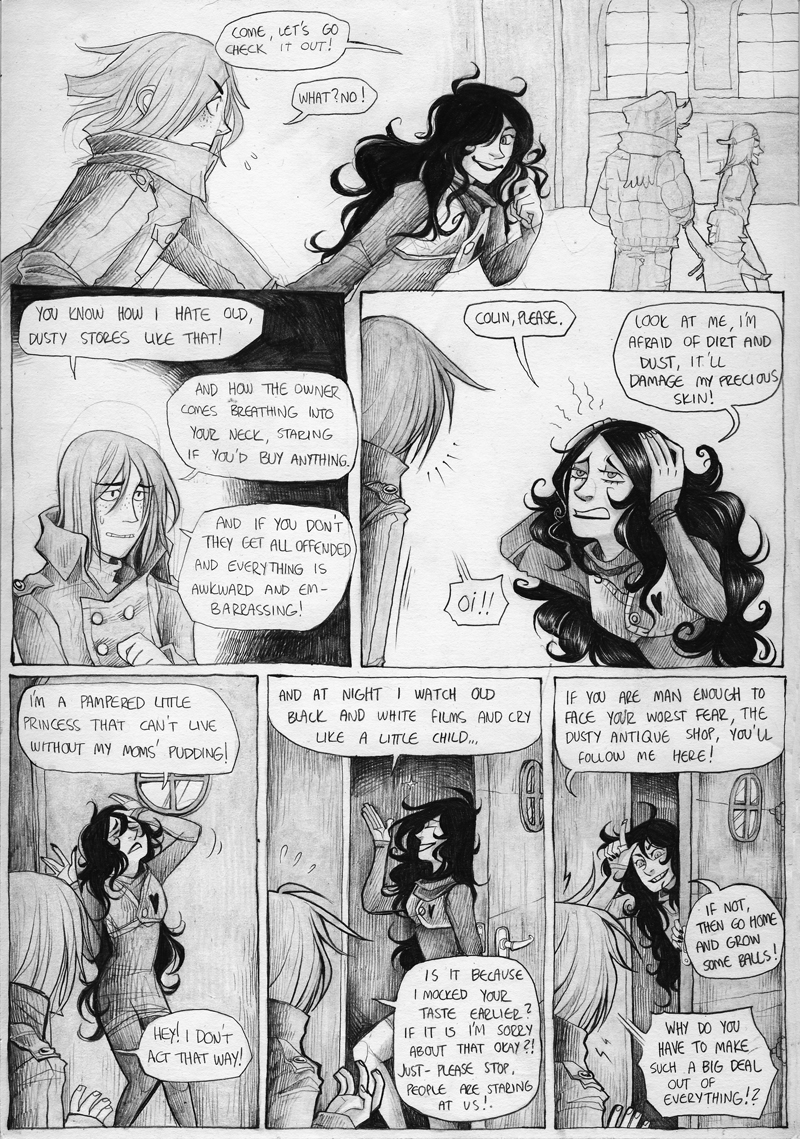 COME, LET'S GO
CHECK IT OUT!
WHAT? NO!
YOU KNOW HOW I HATE OLD,
DUSTY STORES LIKE THAT!
AND HOW THE OWNER
COMES BREATHING INTO
YOUR NECK, STARING
IF YOU'D BUY ANYTHING.
AND IF YOU DON'T
THEY GET ALL OFFENDED
AND EVERYTHING IS
AWKWARD AND EM-
BARRASSING!
COLIN, PLEASE.
LOOK AT ME, I'M
AFRAID OF DIRT AND
DUST, IT'LL
DAMAGE MY PRECIOUS
SKIN!
OI!!
I'M A PAMPERED LITTLE
PRINCESS THAT CAN'T LIVE
WITHOUT MY MOMS' PUDDING!
HEY! I DON'T
ACT THAT WAY!
AND AT NIGHT I WATCH OLD
BLACK AND WHITE FILMS AND CRY
LIKE A LITTLE CHILD...
IS IT BECAUSE
I MOCKED YOUR
TASTE EARLIER?
IF IT IS I'M SORRY
ABOUT THAT OKAY?!
JUST- PLEASE STOP,
PEOPLE ARE STARING
AT US!
IF YOU ARE MAN ENOUGH TO
FACE YOUR WORST FEAR, THE
DUSTY ANTIQUE SHOP, YOU'LL
FOLLOW ME HERE!
IF NOT,
THEN GO HOME
AND GROW
SOME BALLS!
WHY DO YOU
HAVE TO MAKE
SUCH A BIG DEAL
OUT OF
EVERYTHING!?